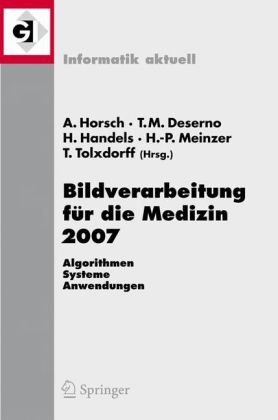 GI
Informatik aktuell
A. Horsch · T.M. Deserno
H. Handels · H.-P. Meinzer
T. Tolxdorff (Hrsg.)
Bildverarbeitung
für die Medizin
2007
Algorithmen
Systeme
Anwendungen
Springer